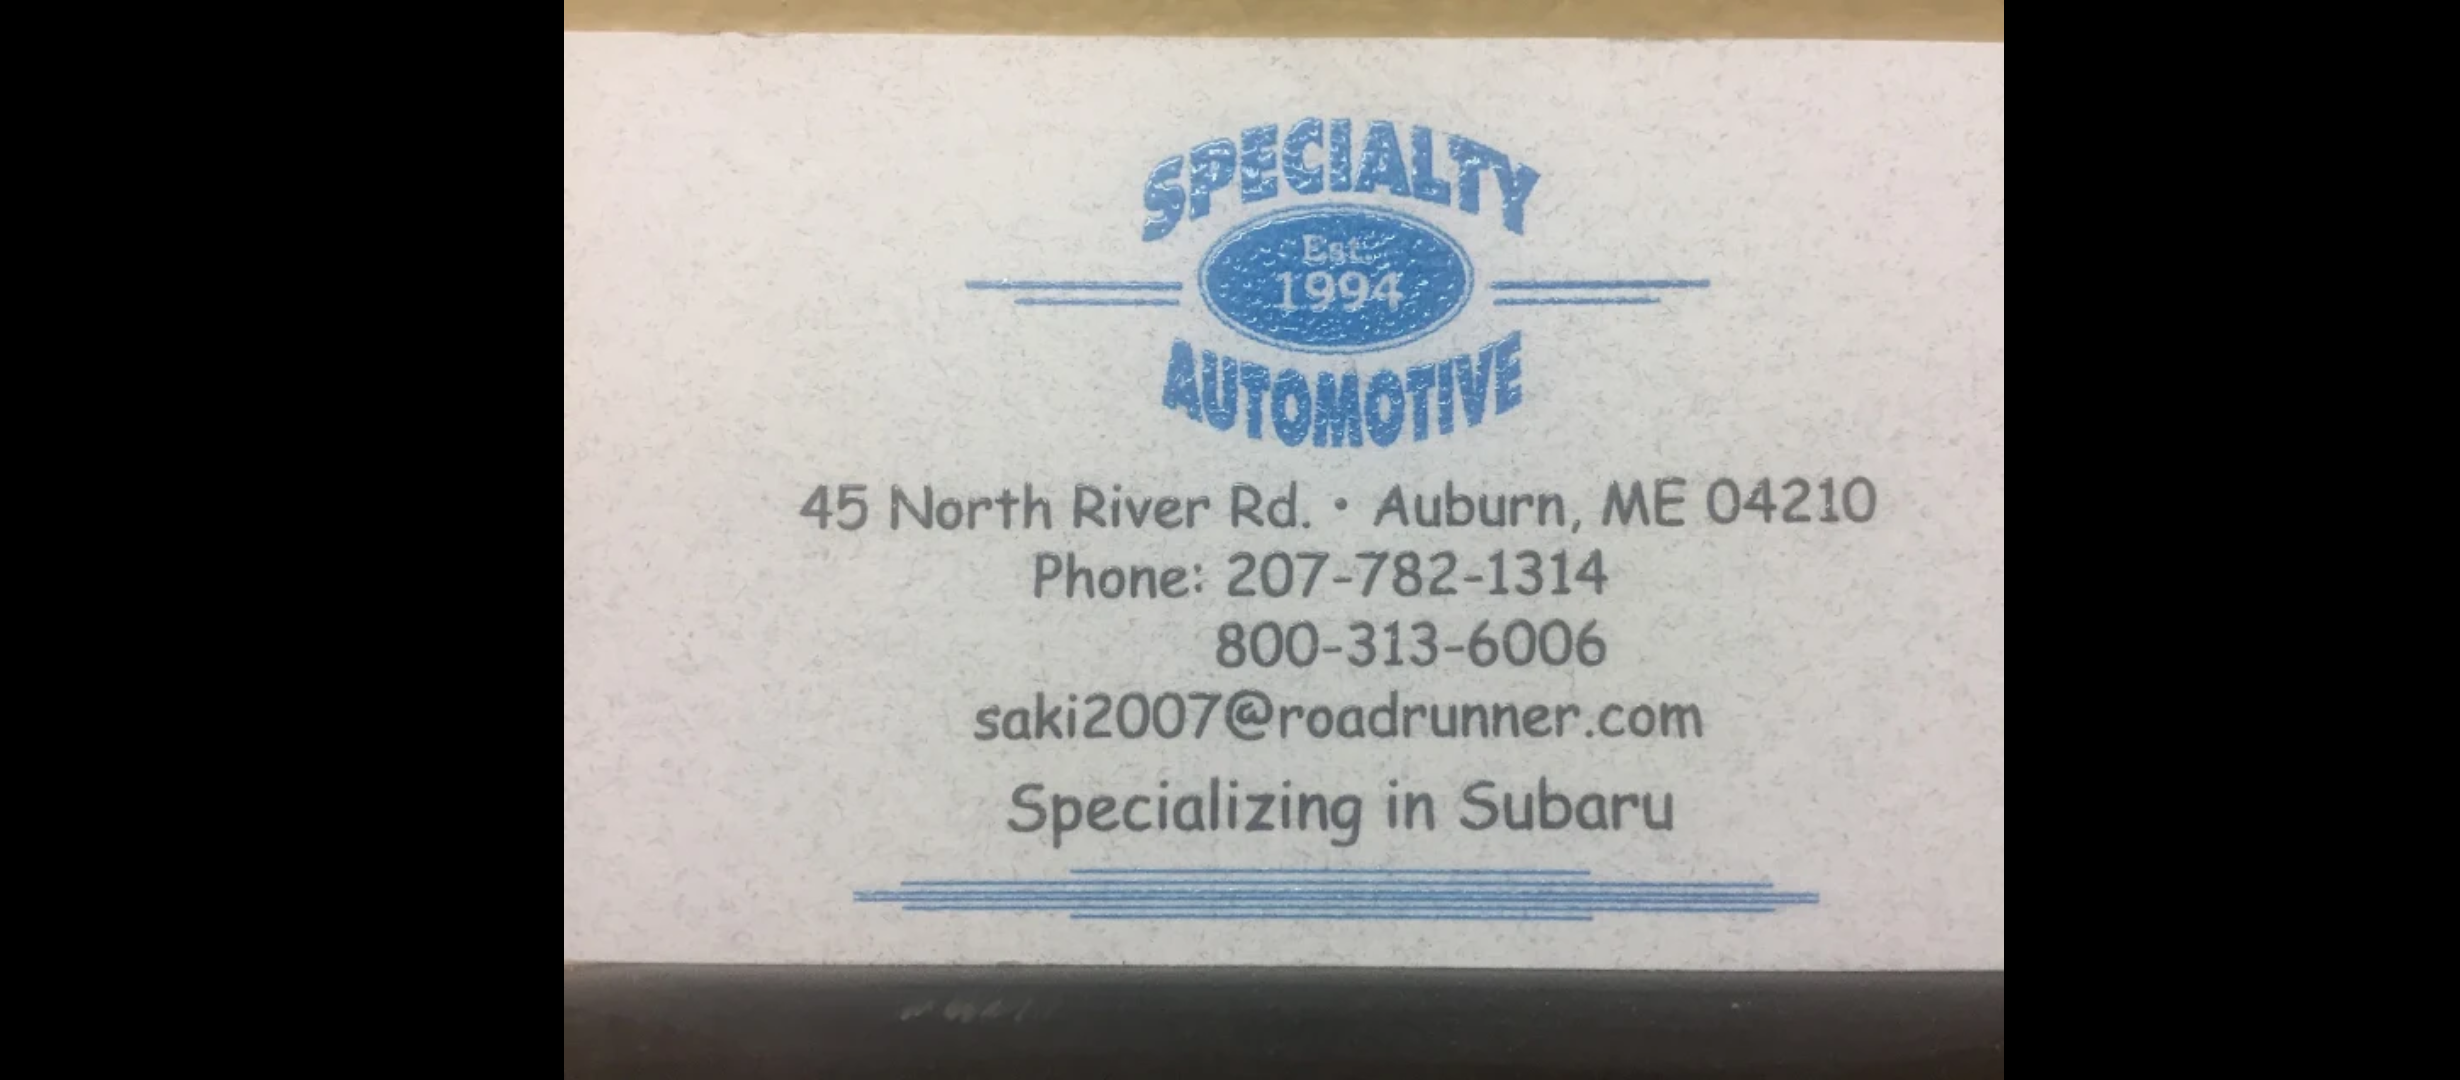 SPECIALTY
Est.
1994
AUTOMOTIVE
45 North River Rd. • Auburn, ME 04210
Phone: 207-782-1314
800-313-6006
saki2007@roadrunner.com
Specializing in Subaru